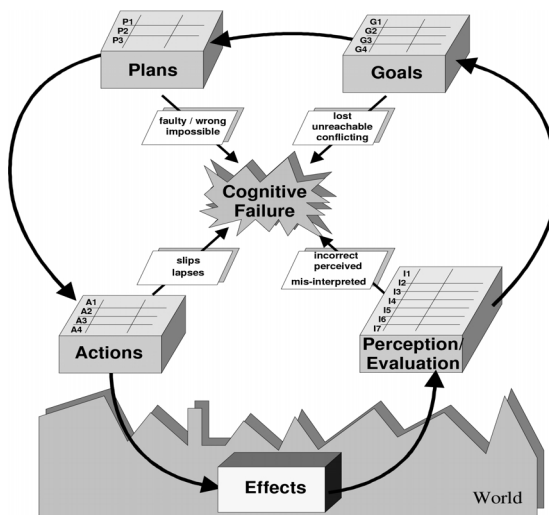 P1
P2
P3
Plans
G1
G2
G3
G4
Goals
faulty / wrong
impossible
lost
unreachable
conflicting
Cognitive
Failure
slips
lapses
incorrect
perceived
mis-interpreted
A1
A2
A3
A4
Actions
I1
I2
I3
I4
I5
I6
I7
Perception/
Evaluation
Effects
World